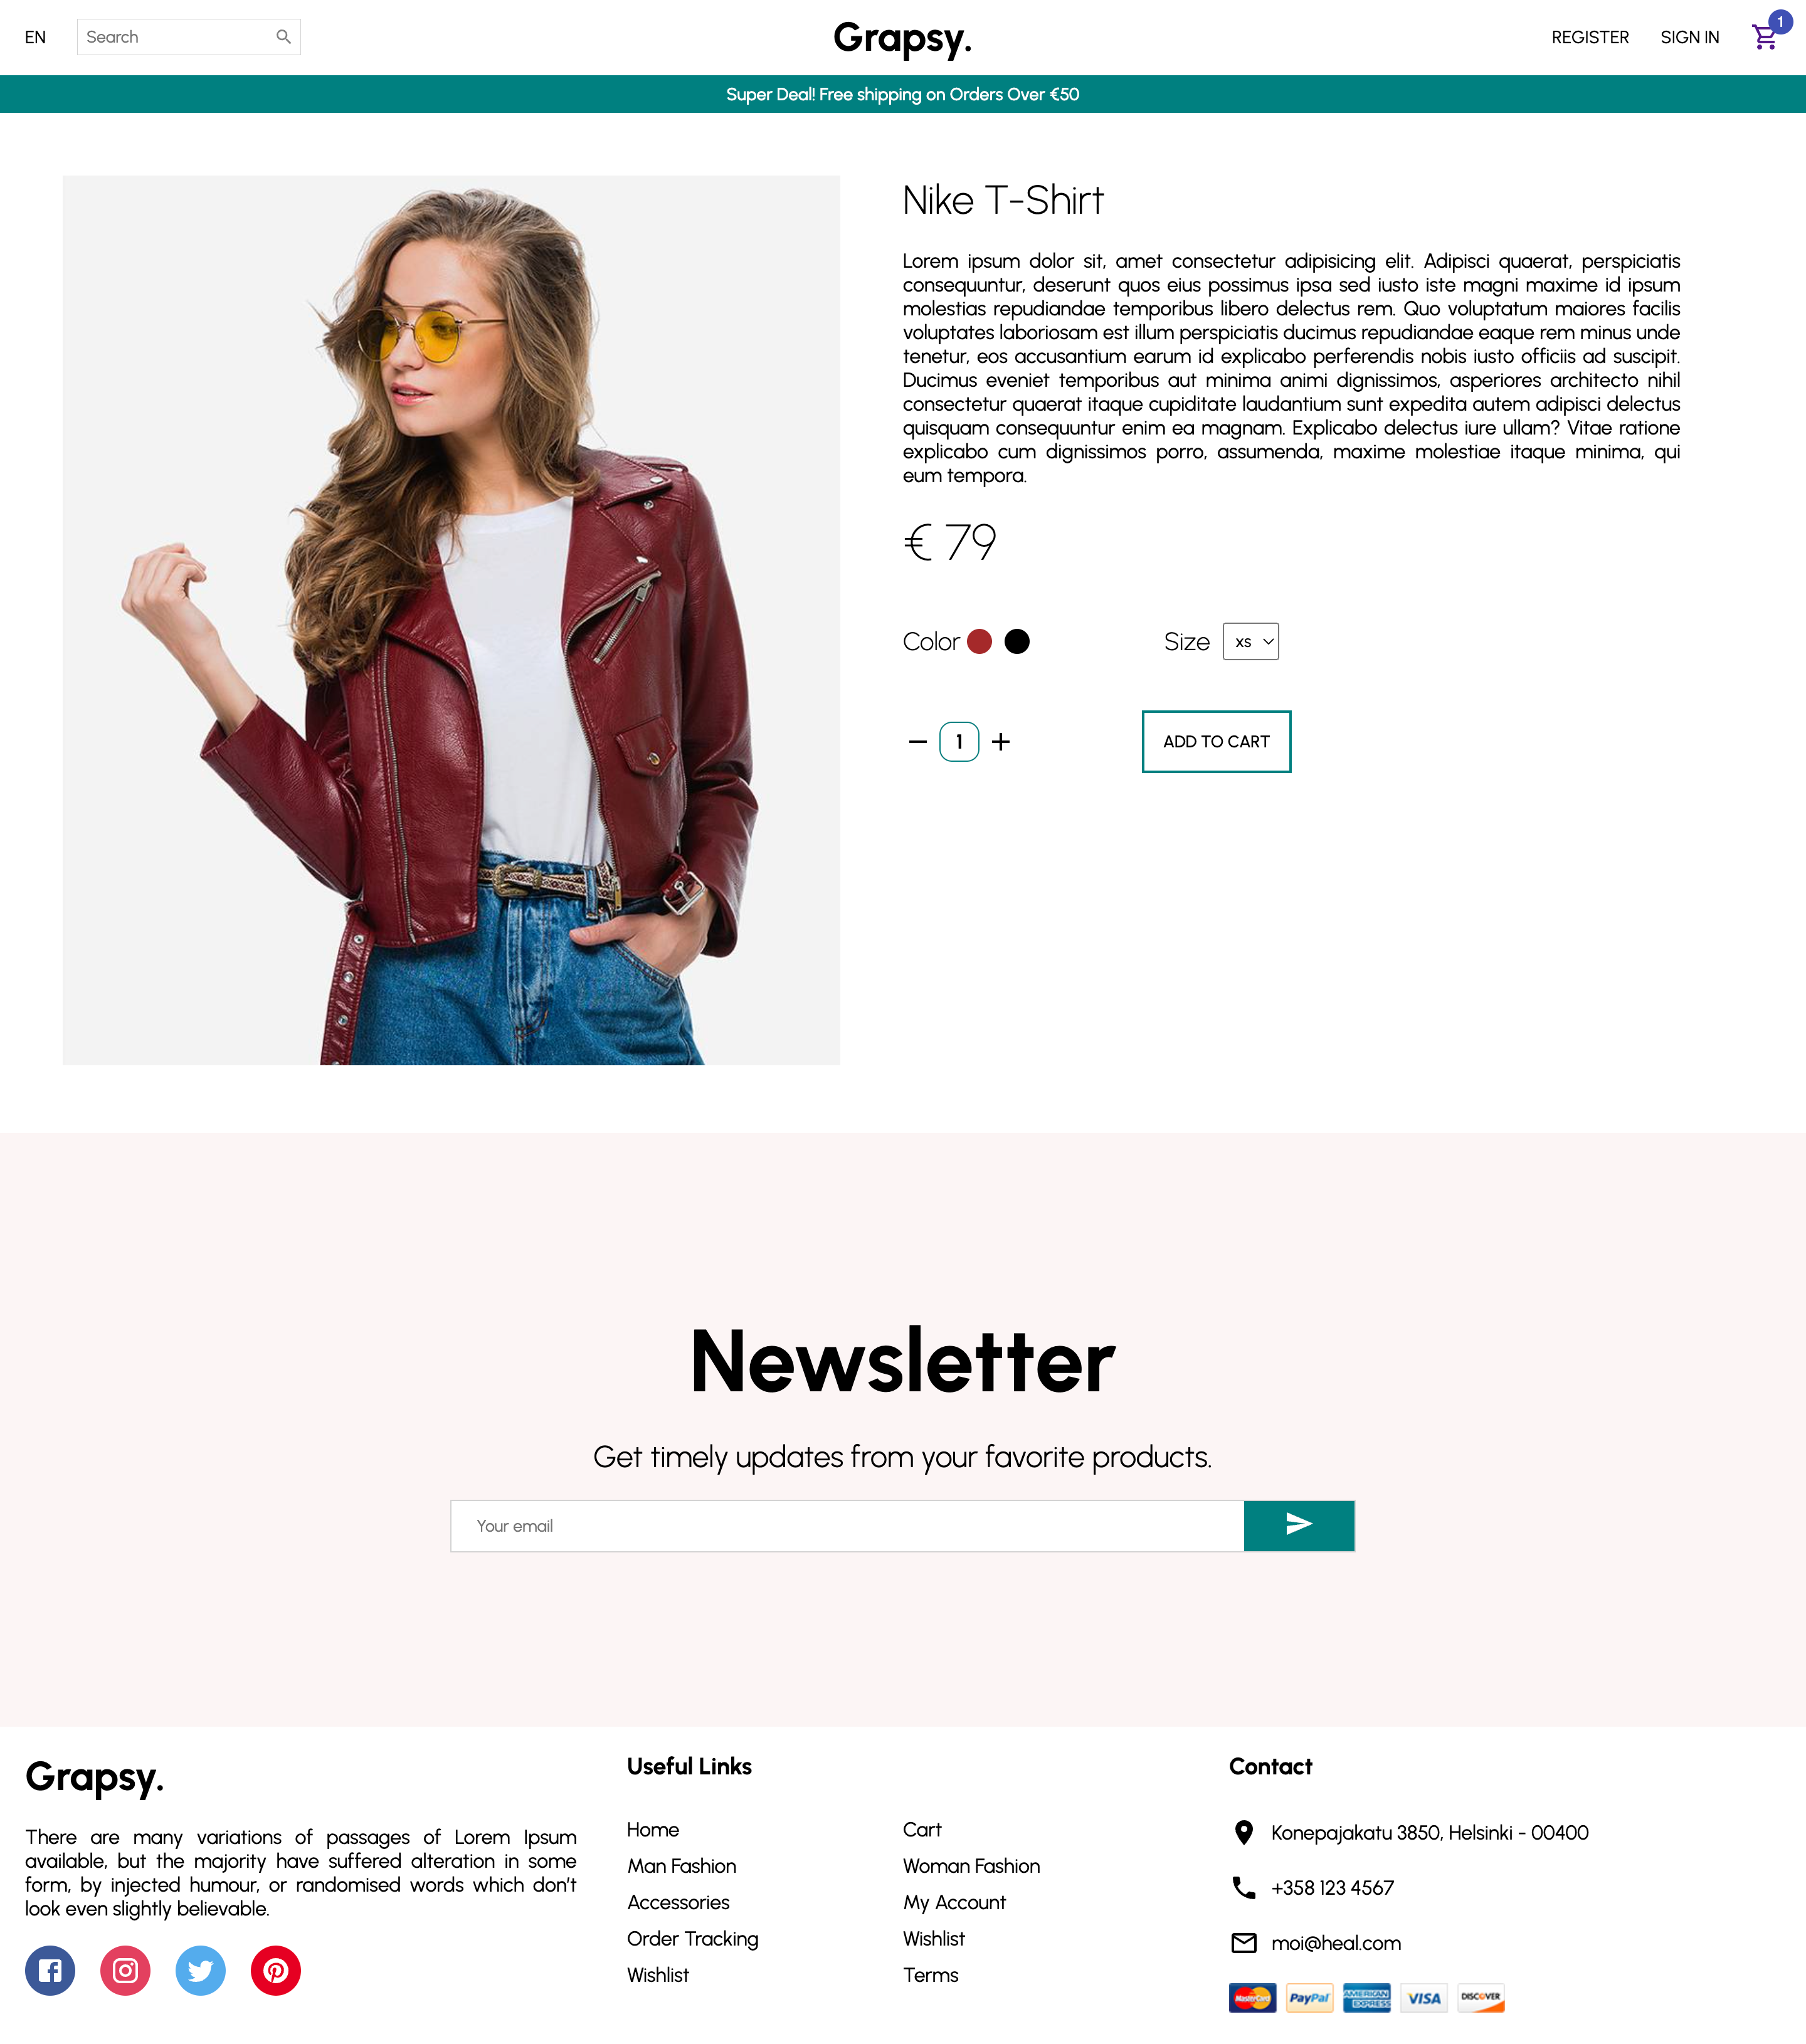 EN
Search
Grapsy.
REGISTER
SIGN IN
1
Super Deal! Free shipping on Orders Over €50
Nike T-Shirt
Lorem ipsum dolor sit, amet consectetur adipisicing elit. Adipisci quaerat, perspiciatis
consequuntur, deserunt quos eius possimus ipsa sed iusto iste magni maxime id ipsum
molestias repudiandae temporibus libero delectus rem. Quo voluptatum maiores facilis
voluptates laboriosam est illum perspiciatis ducimus repudiandae eaque rem minus unde
tenetur, eos accusantium earum id explicabo perferendis nobis iusto officiis ad suscipit.
Ducimus eveniet temporibus aut minima animi dignissimos, asperiores architecto nihil
consectetur quaerat itaque cupiditate laudantium sunt expedita autem adipisci delectus
quisquam consequuntur enim ea magnam. Explicabo delectus iure ullam? Vitae ratione
explicabo cum dignissimos porro, assumenda, maxime molestiae itaque minima, qui
eum tempora.
€ 79
Color
Size
xs
1
ADD TO CART
Newsletter
Get timely updates from your favorite products.
Your email
Grapsy.
There are many variations of passages of Lorem Ipsum
available, but the majority have suffered alteration in some
form, by injected humour, or randomised words which don't
look even slightly believable.
Useful Links
Home
Cart
Man Fashion
Woman Fashion
Accessories
My Account
Order Tracking
Wishlist
Wishlist
Terms
Contact
Konepajakatu 3850, Helsinki - 00400
+358 123 4567
moi@heal.com
MasterCard
PayPal
AMERICAN EXPRESS
VISA
DISCOVER